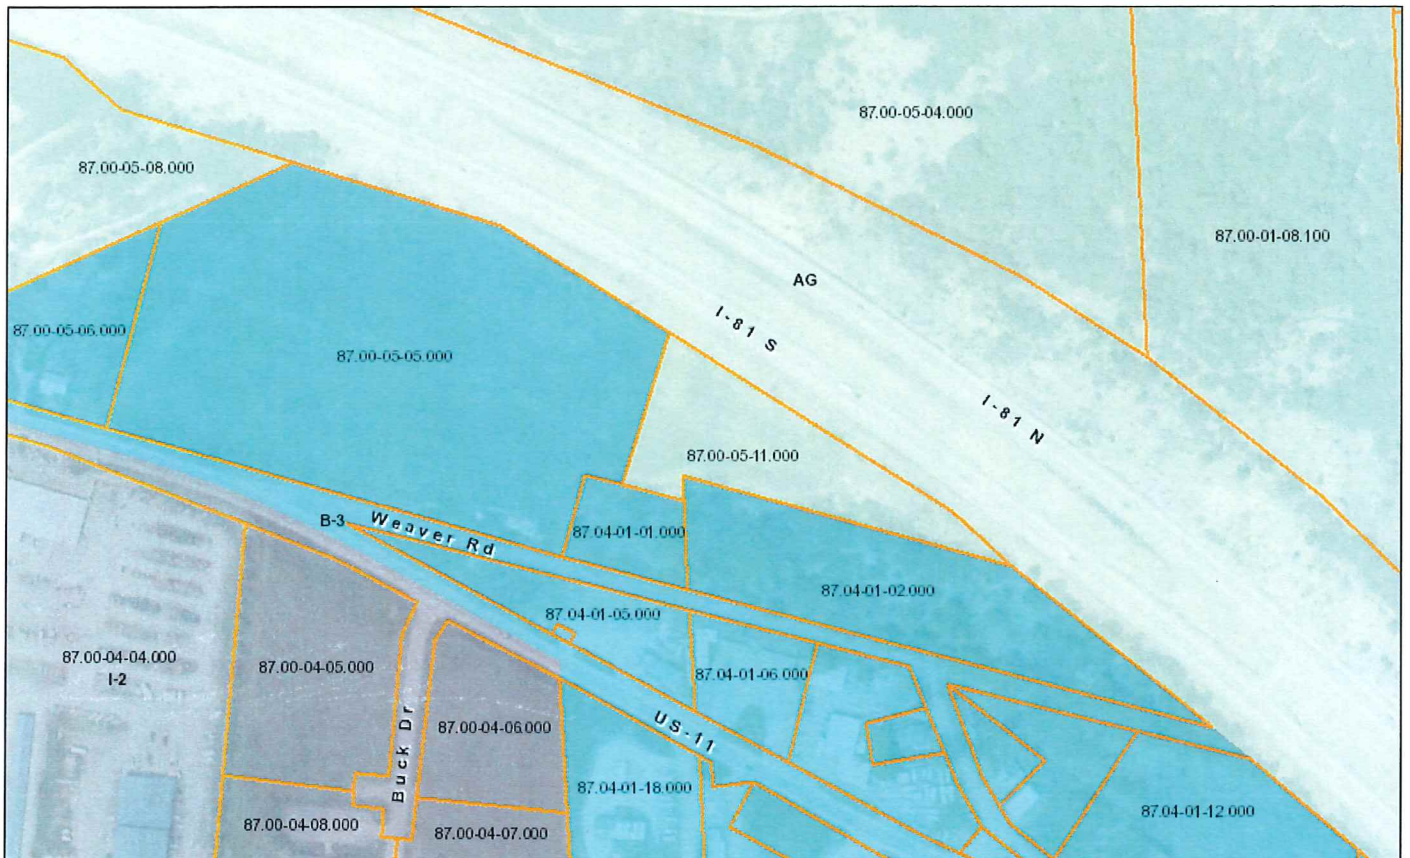 87.00-05-04.000
87.00-05-08.000
87.00-01-08.100
AG
I-81 S
87.00-05-06.000
87.00-05-05.000
I-81 N
87.00-05-11.000
B-3
Weaver Rd
87.04-01-01.000
87.04-01-02.000
87.04-01-05.000
87.00-04-04.000
I-2
87.00-04-05.000
87.04-01-06.000
87.00-04-06.000
US-11
Buck Dr
87.04-01-18.000
87.04-01-12.000
87.00-04-08.000
87.00-04-07.000